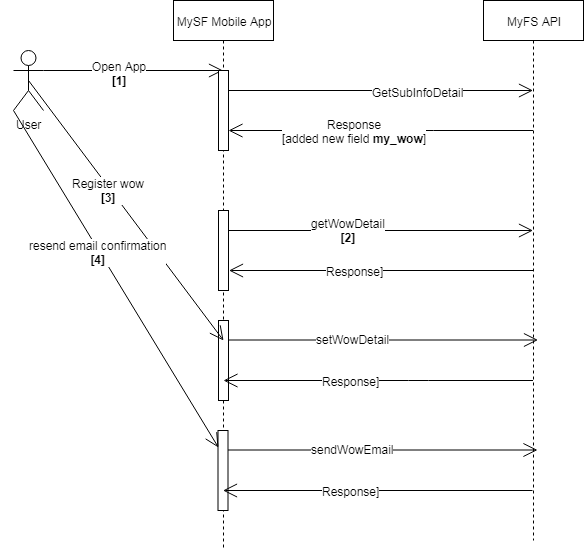 MySF Mobile App
MyFS API
Open App
[1]
GetSubInfoDetail
User
Response
[added new field my_wow]
Register wow
[3]
getWowDetail
[2]
resend email confirmation
[4]
Response]
setWowDetail
Response]
sendWowEmail
Response]